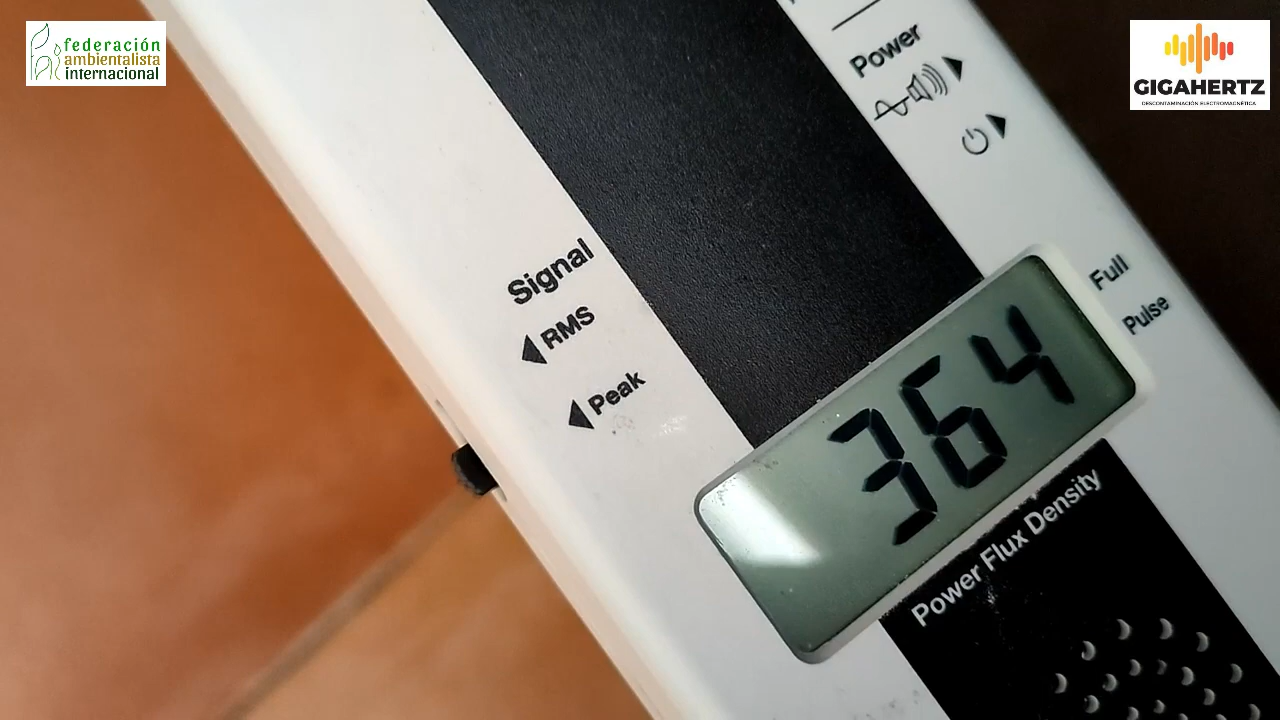 federación
ambientalista
internacional
GIGAHERTZ
DESCONTAMINACIÓN ELECTROMAGNÉTICA
Power
Signal
RMS
Peak
Full
Pulse
364
Power Flux Density